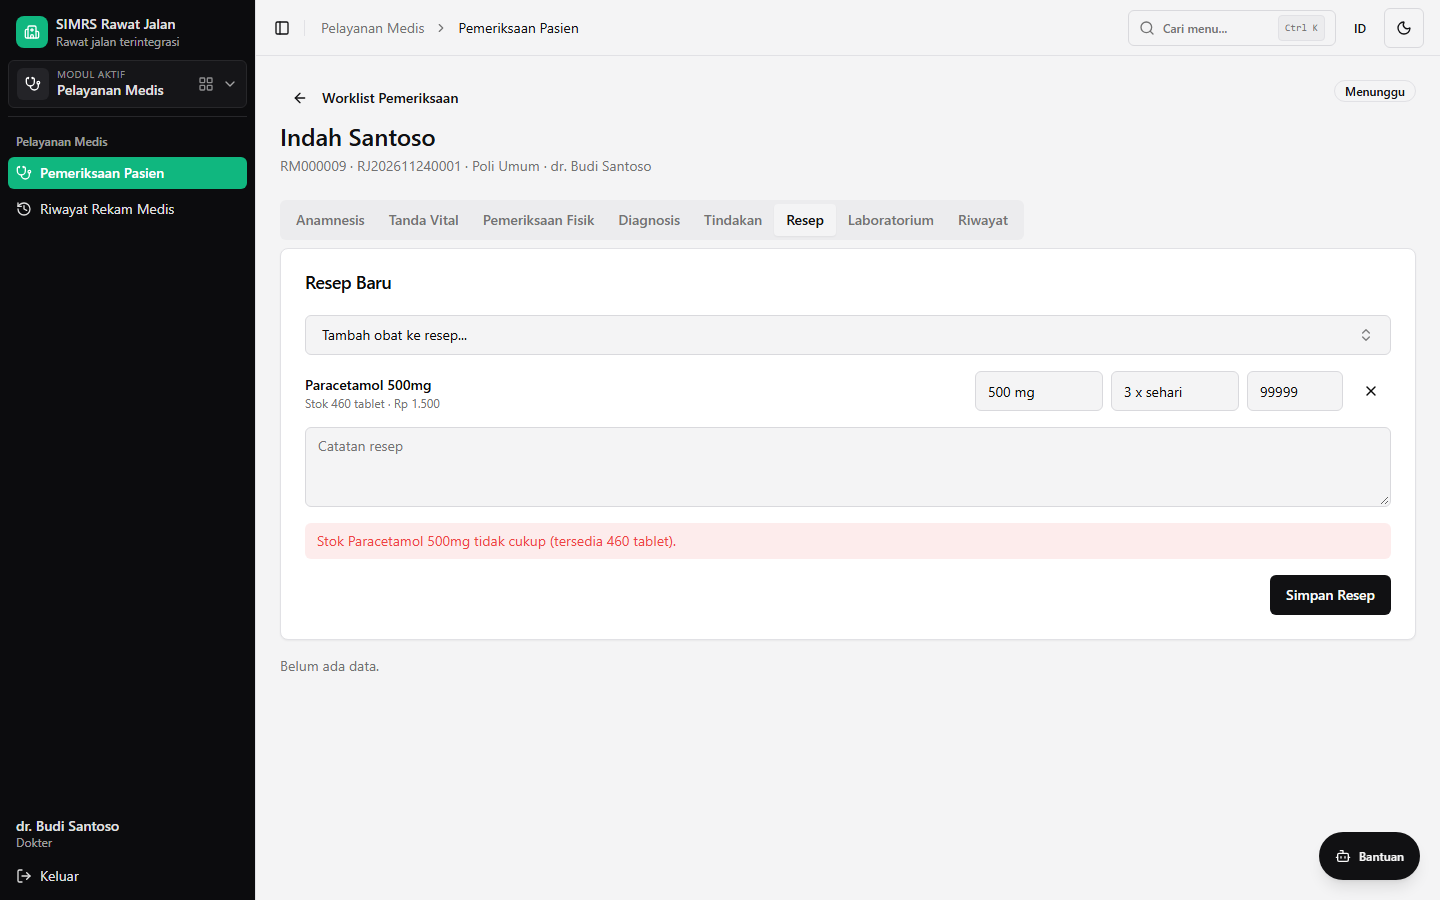 SIMRS Rawat Jalan
Rawat jalan terintegrasi
MODUL AKTIF
Pelayanan Medis
Pelayanan Medis
Pemeriksaan Pasien
Riwayat Rekam Medis
dr. Budi Santoso
Dokter
Keluar
Pelayanan Medis
Pemeriksaan Pasien
Cari menu...
Ctrl K
ID
Worklist Pemeriksaan
Menunggu
Indah Santoso
RM000009 · RJ202611240001 · Poli Umum · dr. Budi Santoso
Anamnesis Tanda Vital Pemeriksaan Fisik Diagnosis Tindakan Resep Laboratorium Riwayat
Resep Baru
Tambah obat ke resep...
Paracetamol 500mg
Stok 460 tablet · Rp 1.500
500 mg
3 x sehari
99999
Catatan resep
Stok Paracetamol 500mg tidak cukup (tersedia 460 tablet).
Simpan Resep
Belum ada data.
Bantuan